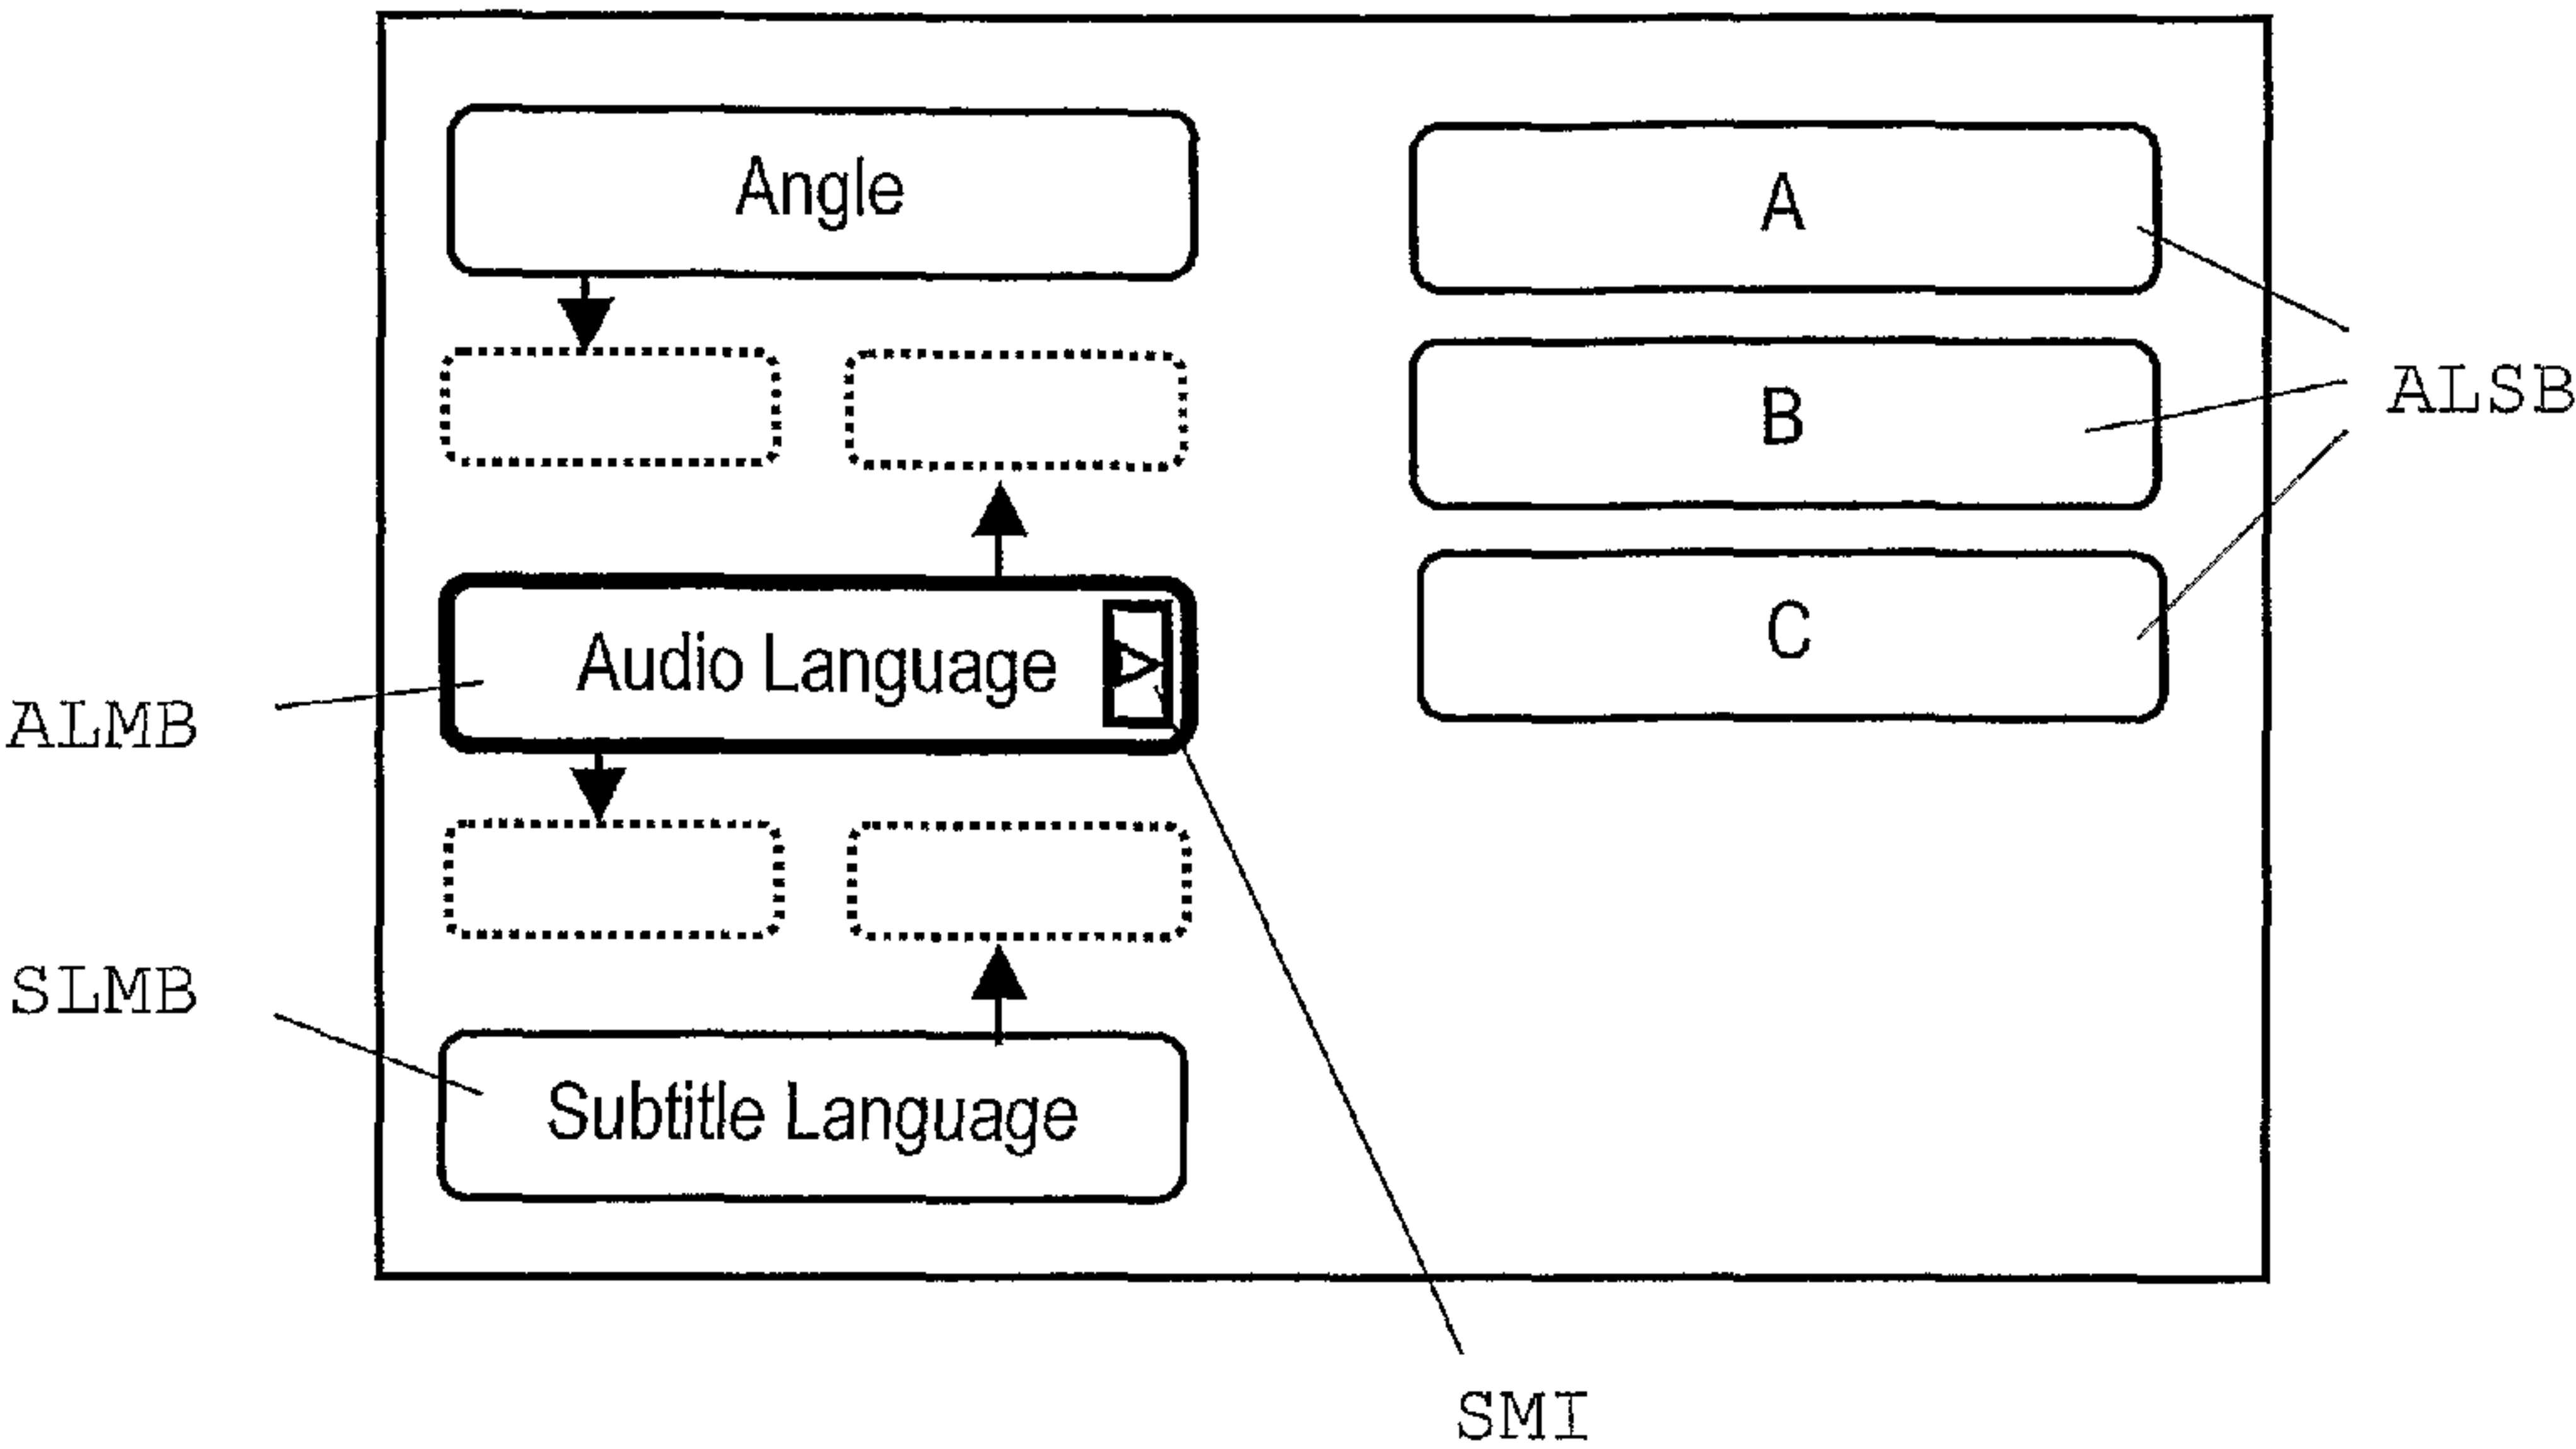 Angle
A
B
ALSB
C
Audio Language
ALMB
SLMB
Subtitle Language
SMI